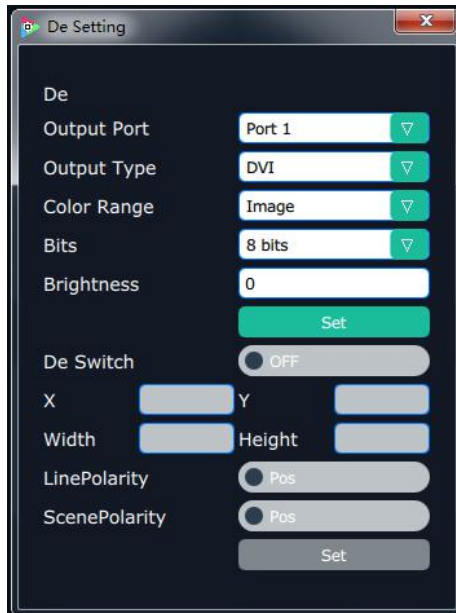 De Setting
De
Output Port Port 1
Output Type DVI
Color Range Image
Bits 8 bits
Brightness 0
Set
De Switch OFF
X Y
Width Height
LinePolarity Pos
ScenePolarity Pos
Set